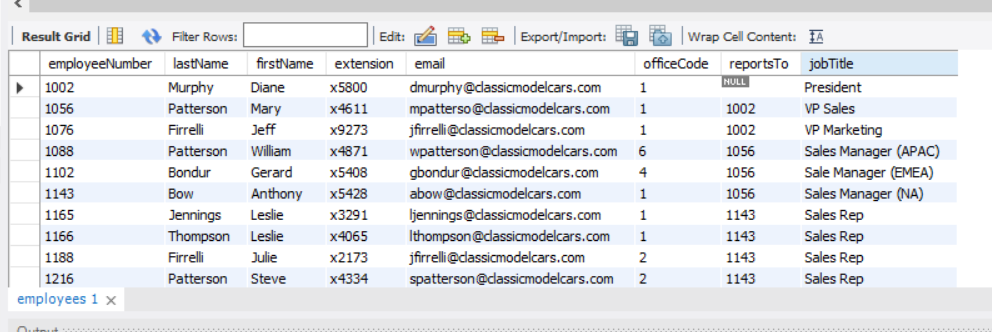 Result Grid Filter Rows: Edit: Export/Import: Wrap Cell Content: IA
employeeNumber lastName firstName extension email officeCode reportsTo jobTitle
1002 Murphy Diane x5800 dmurphy@classicmodelcars.com 1 NULL President
1056 Patterson Mary x4611 mpatterso@classicmodelcars.com 1 1002 VP Sales
1076 Firrelli Jeff x9273 jfirrelli@classicmodelcars.com 1 1002 VP Marketing
1088 Patterson William x4871 wpatterson@classicmodelcars.com 6 1056 Sales Manager (APAC)
1102 Bondur Gerard x5408 gbondur@classicmodelcars.com 4 1056 Sale Manager (EMEA)
1143 Bow Anthony x5428 abow@classicmodelcars.com 1 1056 Sales Manager (NA)
1165 Jennings Leslie x3291 ljennings@classicmodelcars.com 1 1143 Sales Rep
1166 Thompson Leslie x4065 lthompson@classicmodelcars.com 1 1143 Sales Rep
1188 Firrelli Julie x2173 jfirrelli@classicmodelcars.com 2 1143 Sales Rep
1216 Patterson Steve x4334 spatterson@classicmodelcars.com 2 1143 Sales Rep
employees 1
Output